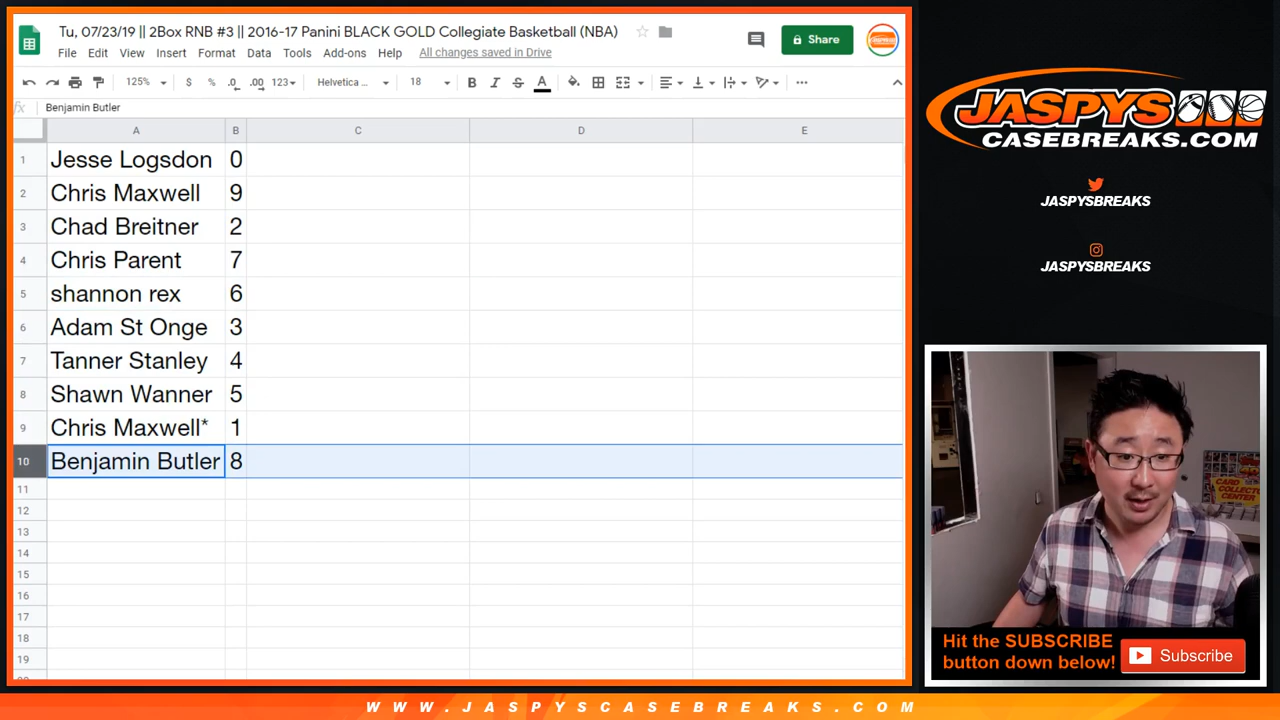 Tu, 07/23/19 || 2Box RNB #3 || 2016-17 Panini BLACK GOLD Collegiate Basketball (NBA)
File Edit View Insert Format Data Tools Add-ons Help All changes saved in Drive
Share
125% $ % .0 .00 123 Helvetica ... 18 B I S A
fx Benjamin Butler
A B C D E
1 Jesse Logsdon 0
2 Chris Maxwell 9
3 Chad Breitner 2
4 Chris Parent 7
5 shannon rex 6
6 Adam St Onge 3
7 Tanner Stanley 4
8 Shawn Wanner 5
9 Chris Maxwell* 1
10 Benjamin Butler 8
11
12
13
14
15
16
17
18
19
JASPYS
CASEBREAKS.COM
JASPYSBREAKS
JASPYSBREAKS
CARD
COLLECTOR
CENTER
Hit the SUBSCRIBE
button down below!
Subscribe
WWW.JASPYSCASEBREAKS.COM